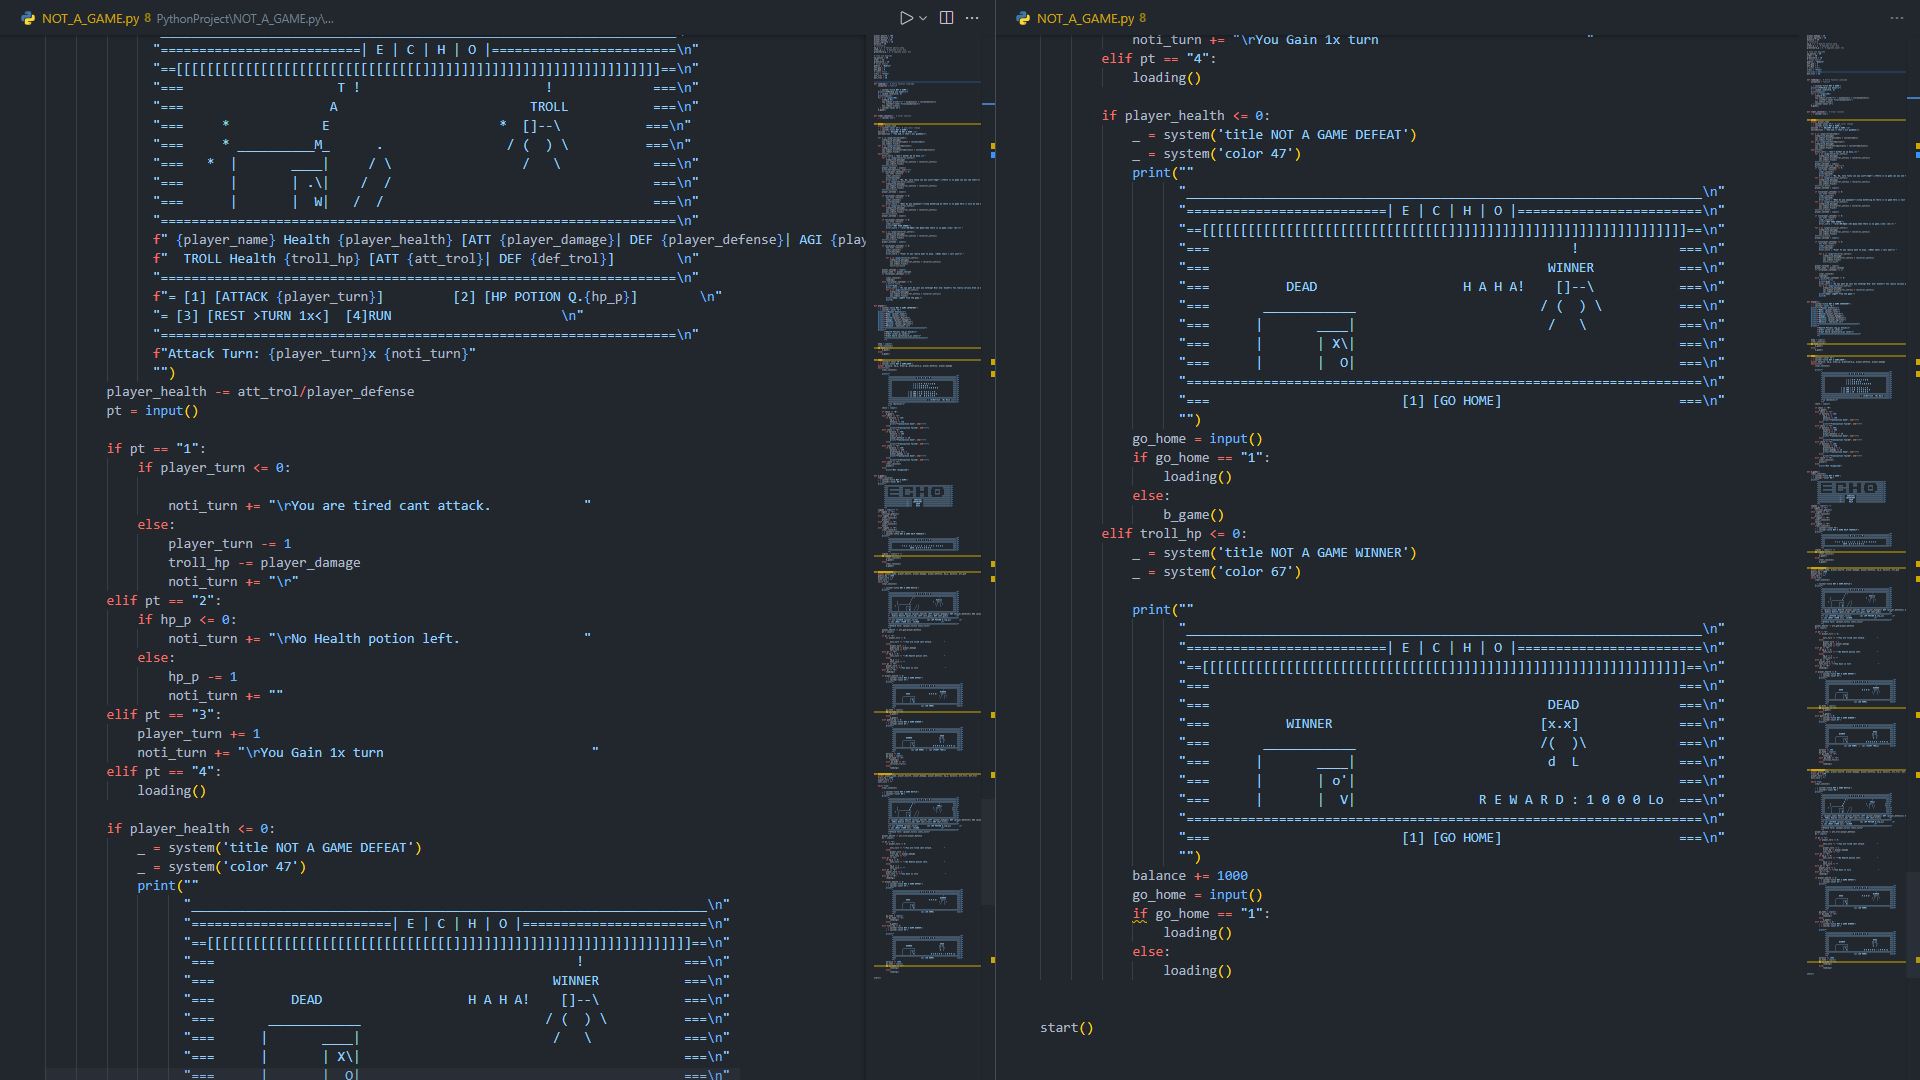 NOT_A_GAME.py 8 PythonProject\NOT_A_GAME.py\...
"==========================| E | C | H | O |========================\n"
"==[[[[[[[[[[[[[[[[[[[[[[[[[[[[[[[[]]]]]]]]]]]]]]]]]]]]]]]]]]]]]]]==\n"
"=== T ! ! ===\n"
"=== A TROLL ===\n"
"=== * E * []--\ ===\n"
"=== * __________M_ . / ( ) \ ===\n"
"=== * | ____| / \ / \ ===\n"
"=== | | .\| / / ===\n"
"=== | | W| / / ===\n"
"===================================================================\n"
f" {player_name} Health {player_health} [ATT {player_damage}| DEF {player_defense}| AGI {play
f" TROLL Health {troll_hp} [ATT {att_trol}| DEF {def_trol}] \n"
"===================================================================\n"
f"= [1] [ATTACK {player_turn}] [2] [HP POTION Q.{hp_p}] \n"
"= [3] [REST >TURN 1x<] [4]RUN \n"
"===================================================================\n"
f"Attack Turn: {player_turn}x {noti_turn}"
"")
player_health -= att_trol/player_defense
pt = input()
if pt == "1":
if player_turn <= 0:
noti_turn += "\rYou are tired cant attack. "
else:
player_turn -= 1
troll_hp -= player_damage
noti_turn += "\r"
elif pt == "2":
if hp_p <= 0:
noti_turn += "\rNo Health potion left. "
else:
hp_p -= 1
noti_turn += ""
elif pt == "3":
player_turn += 1
noti_turn += "\rYou Gain 1x turn "
elif pt == "4":
loading()
if player_health <= 0:
_ = system('title NOT A GAME DEFEAT')
_ = system('color 47')
print(""
"___________________________________________________________________\n"
"==========================| E | C | H | O |========================\n"
"==[[[[[[[[[[[[[[[[[[[[[[[[[[[[[[[[]]]]]]]]]]]]]]]]]]]]]]]]]]]]]]]==\n"
"=== ! ===\n"
"=== WINNER ===\n"
"=== DEAD H A H A! []--\ ===\n"
"=== ____________ / ( ) \ ===\n"
"=== | ____| / \ ===\n"
"=== | | X\| ===\n"
"=== | | O| ===\n"
NOT_A_GAME.py 8
noti_turn += "\rYou Gain 1x turn "
elif pt == "4":
loading()
if player_health <= 0:
_ = system('title NOT A GAME DEFEAT')
_ = system('color 47')
print(""
"___________________________________________________________________\n"
"==========================| E | C | H | O |========================\n"
"==[[[[[[[[[[[[[[[[[[[[[[[[[[[[[[[[]]]]]]]]]]]]]]]]]]]]]]]]]]]]]]]==\n"
"=== ! ===\n"
"=== WINNER ===\n"
"=== DEAD H A H A! []--\ ===\n"
"=== ____________ / ( ) \ ===\n"
"=== | ____| / \ ===\n"
"=== | | X\| ===\n"
"=== | | O| ===\n"
"===================================================================\n"
"=== [1] [GO HOME] ===\n"
"")
go_home = input()
if go_home == "1":
loading()
else:
b_game()
elif troll_hp <= 0:
_ = system('title NOT A GAME WINNER')
_ = system('color 67')
print(""
"___________________________________________________________________\n"
"==========================| E | C | H | O |========================\n"
"==[[[[[[[[[[[[[[[[[[[[[[[[[[[[[[[[]]]]]]]]]]]]]]]]]]]]]]]]]]]]]]]==\n"
"=== ===\n"
"=== DEAD ===\n"
"=== WINNER [x.x] ===\n"
"=== ____________ /( )\ ===\n"
"=== | ____| d L ===\n"
"=== | | o'| ===\n"
"=== | | V| R E W A R D : 1 0 0 0 Lo ===\n"
"===================================================================\n"
"=== [1] [GO HOME] ===\n"
"")
balance += 1000
go_home = input()
if go_home == "1":
loading()
else:
loading()
start()